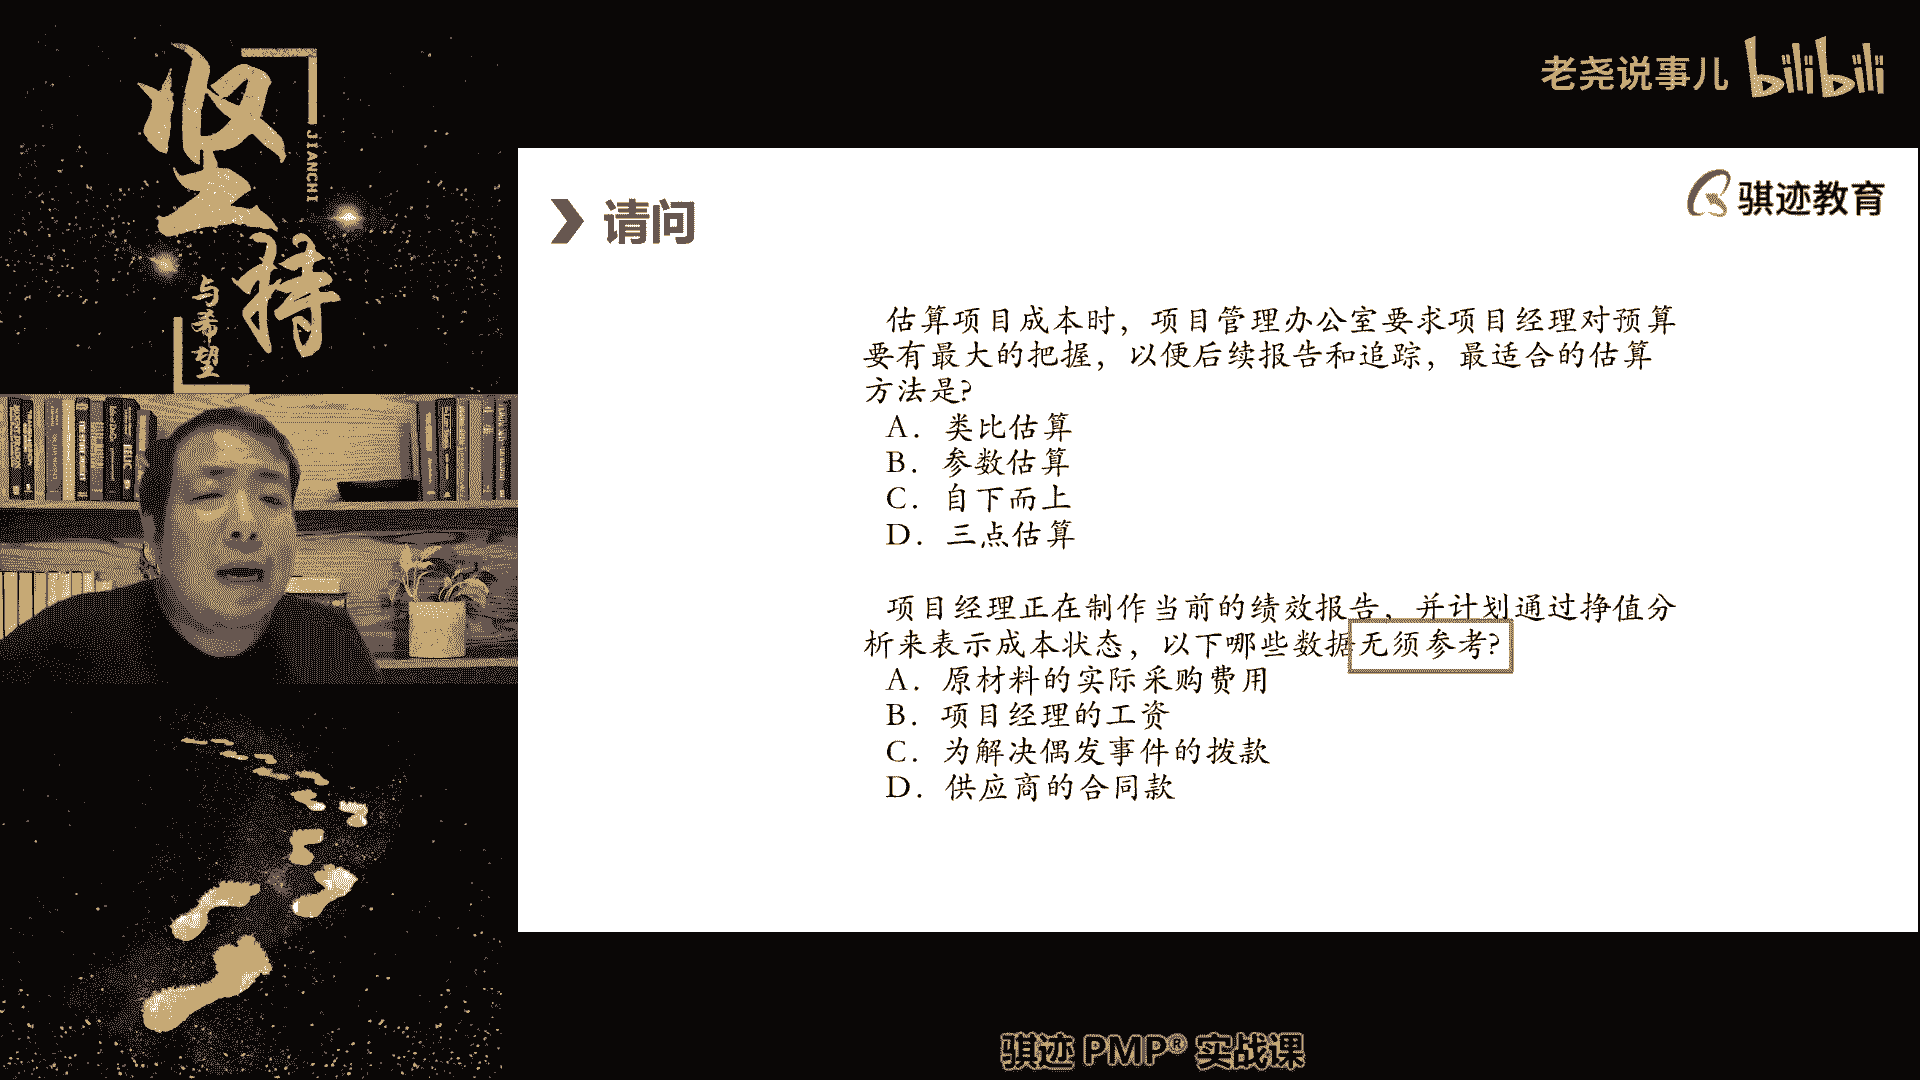 坚持
JIANCHI
与希望
老尧说事儿 bilibili
骐迹教育
请问
估算项目成本时，项目管理办公室要求项目经理对预算
要有最大的把握，以便后续报告和追踪，最适合的估算
方法是?
A. 类比估算
B. 参数估算
C. 自下而上
D. 三点估算
项目经理正在制作当前的绩效报告，并计划通过挣值分
析来表示成本状态，以下哪些数据无须参考?
A. 原材料的实际采购费用
B. 项目经理的工资
C. 为解决偶发事件的拨款
D. 供应商的合同款
骐迹 PMP® 实战课